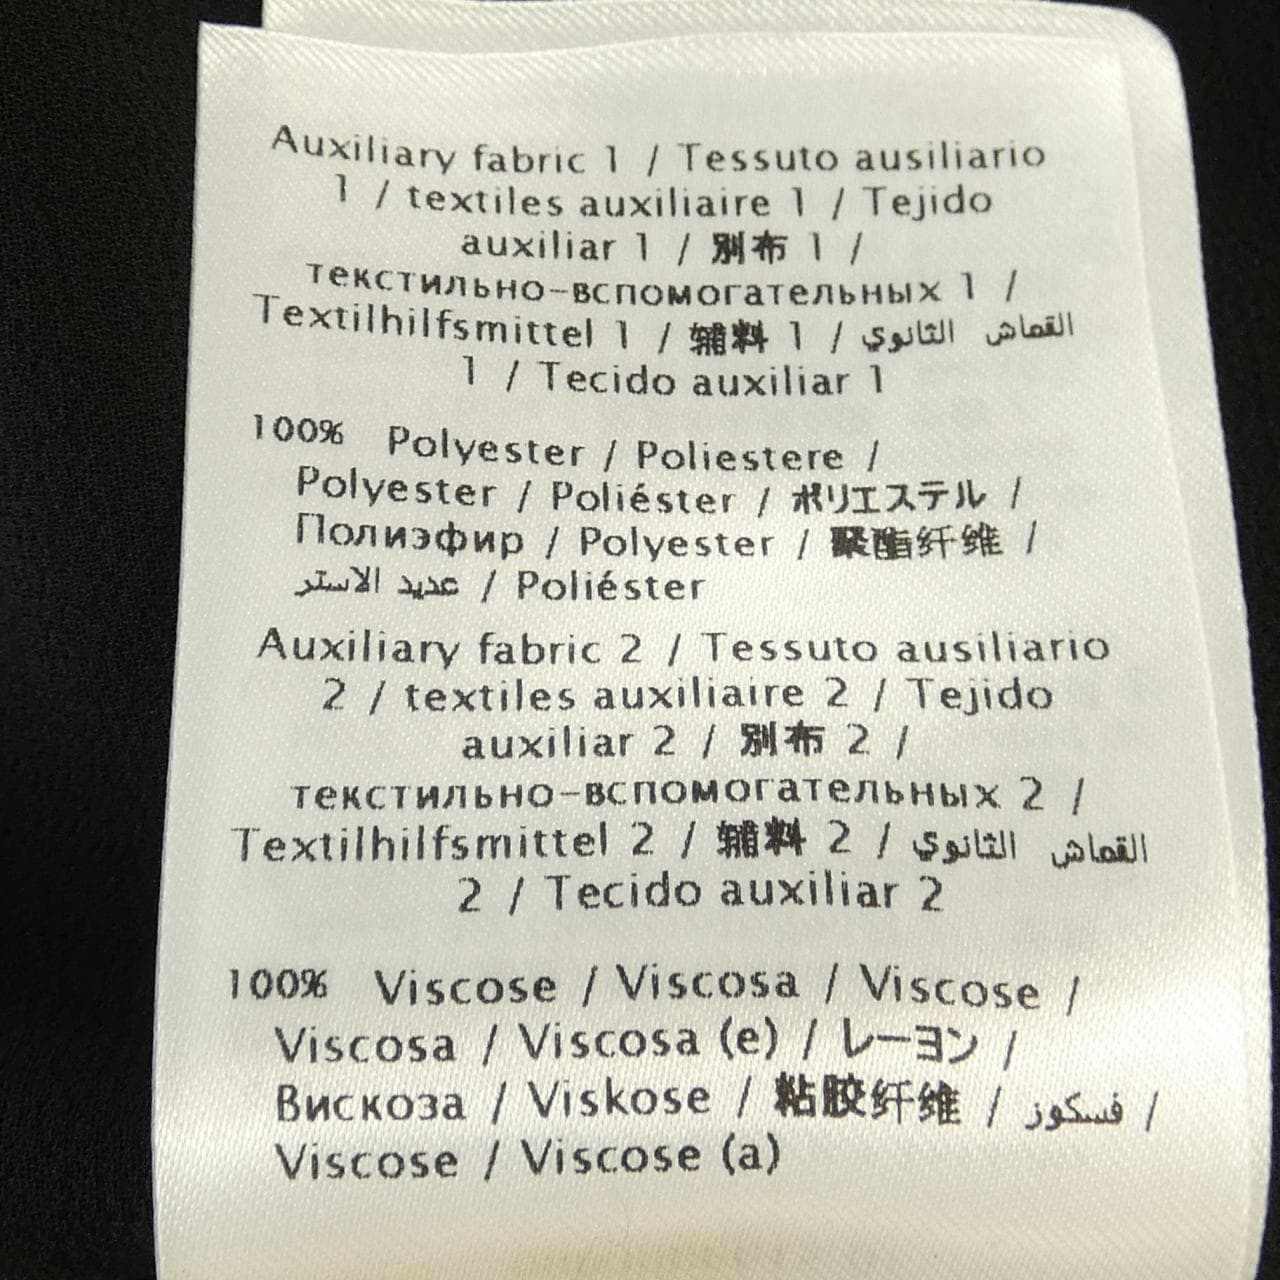 Auxiliary fabric 1 / Tessuto ausiliario
1 / textiles auxiliaire 1 / Tejido
auxiliar 1 / 別布 1 /
текстильно-вспомогательных 1 /
Textilhilfsmittel 1 / 辅料 1 / القماش الثانوي
1 / Tecido auxiliar 1
100% Polyester / Poliestere /
Polyester / Poliéster / ポリエステル /
Полиэфир / Polyester / 聚酯纤维 /
عديد الاستر / Poliéster
Auxiliary fabric 2 / Tessuto ausiliario
2 / textiles auxiliaire 2 / Tejido
auxiliar 2 / 別布 2 /
текстильно-вспомогательных 2 /
Textilhilfsmittel 2 / 辅料 2 / القماش الثانوي
2 / Tecido auxiliar 2
100% Viscose / Viscosa / Viscose /
Viscosa / Viscosa (e) / レーヨン /
Вискоза / Viskose / 粘胶纤维 / فسكوز /
Viscose / Viscose (a)